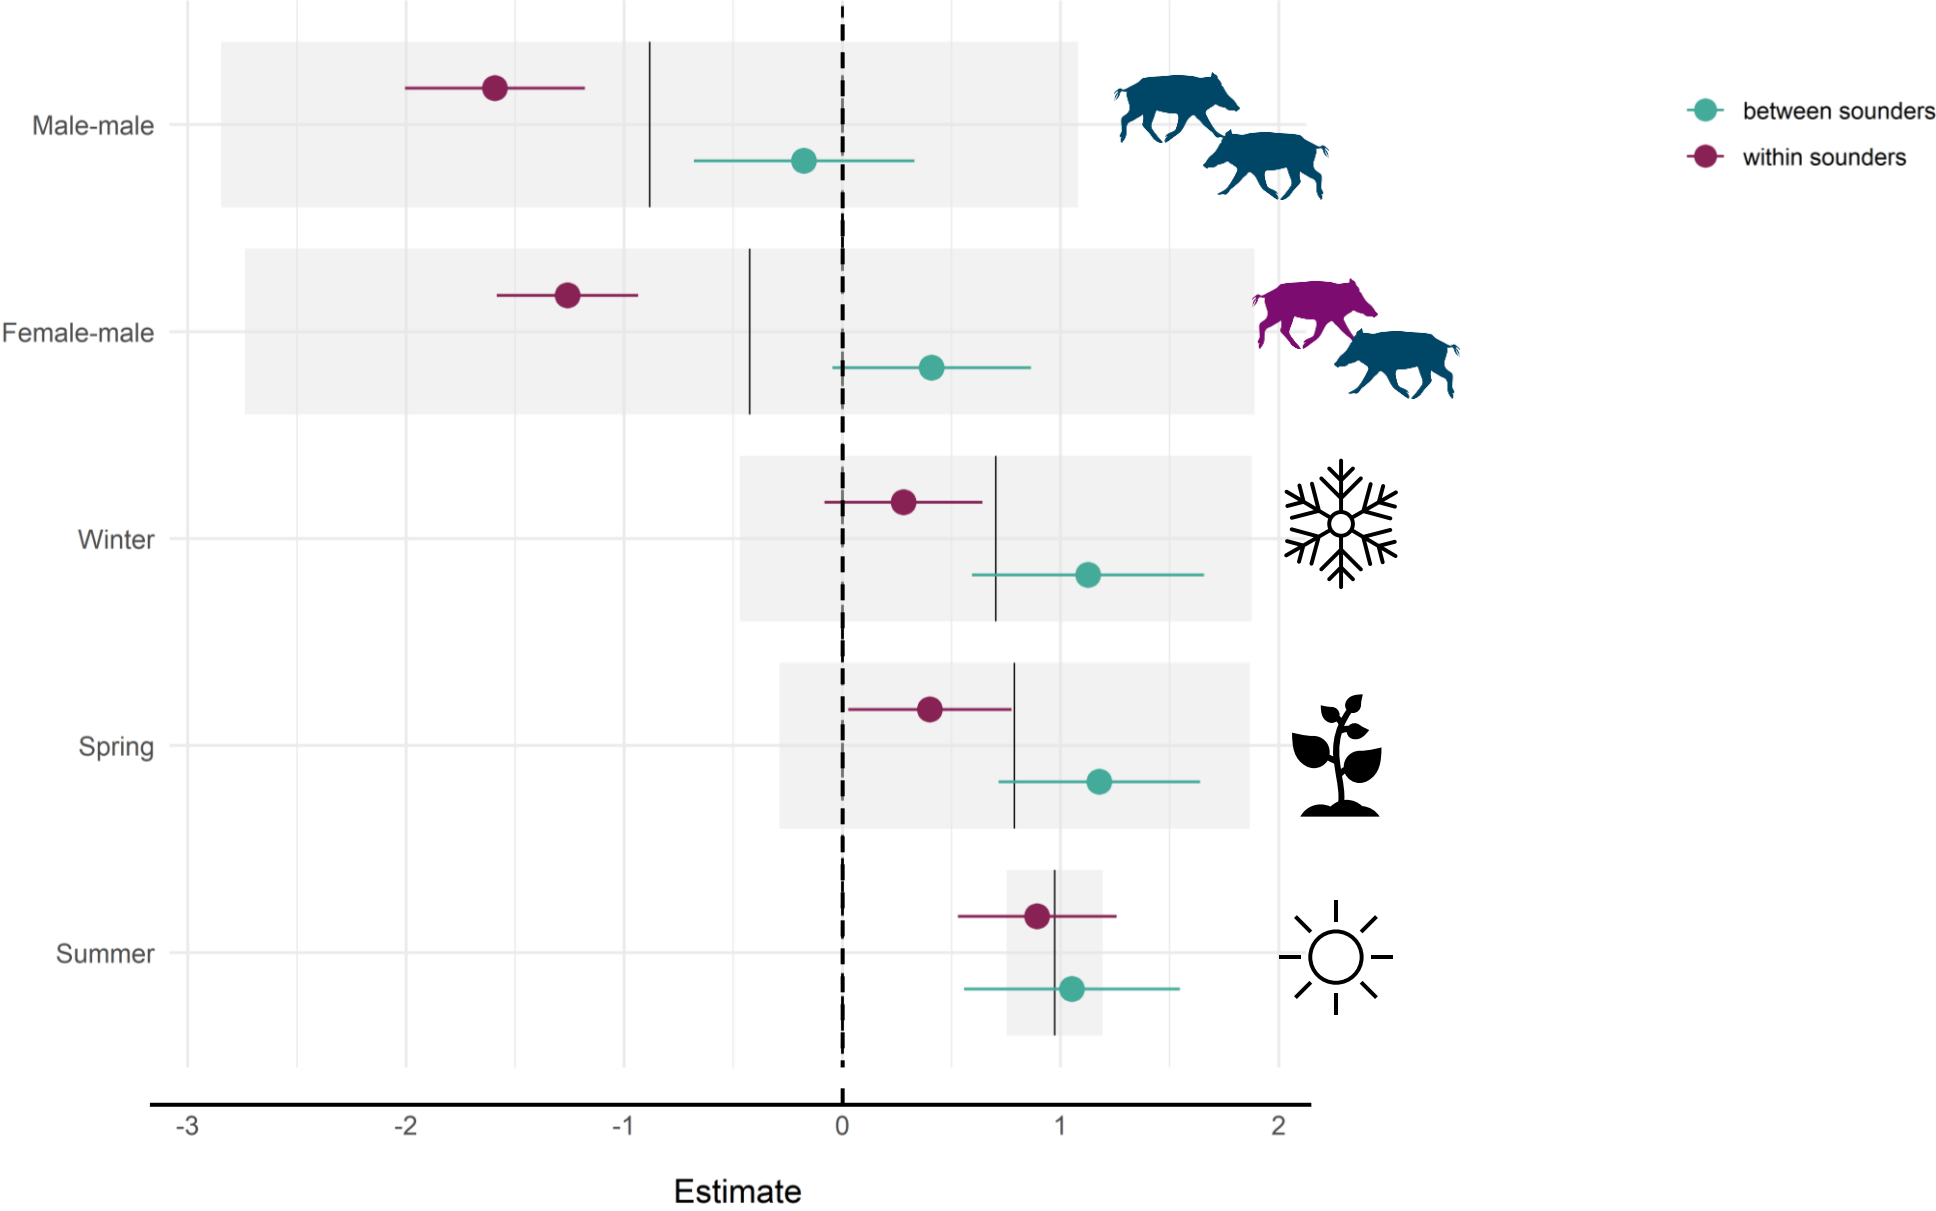 Male-male
between sounders
within sounders
Female-male
Winter
Spring
Summer
-3 -2 -1 0 1 2
Estimate